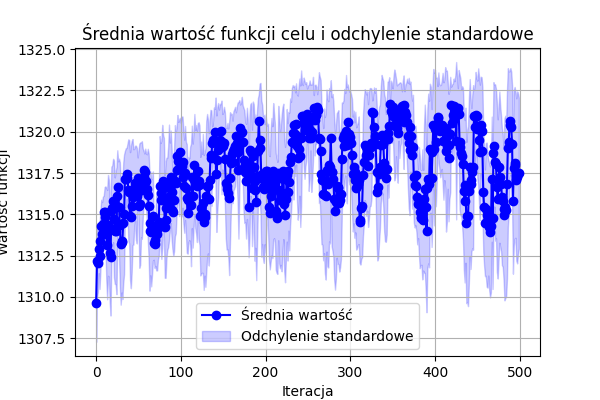 Średnia wartość funkcji celu i odchylenie standardowe
1325.0
1322.5
1320.0
1317.5
1315.0
1312.5
1310.0
1307.5
Wartość funkcji
Średnia wartość
Odchylenie standardowe
0 100 200 300 400 500
Iteracja